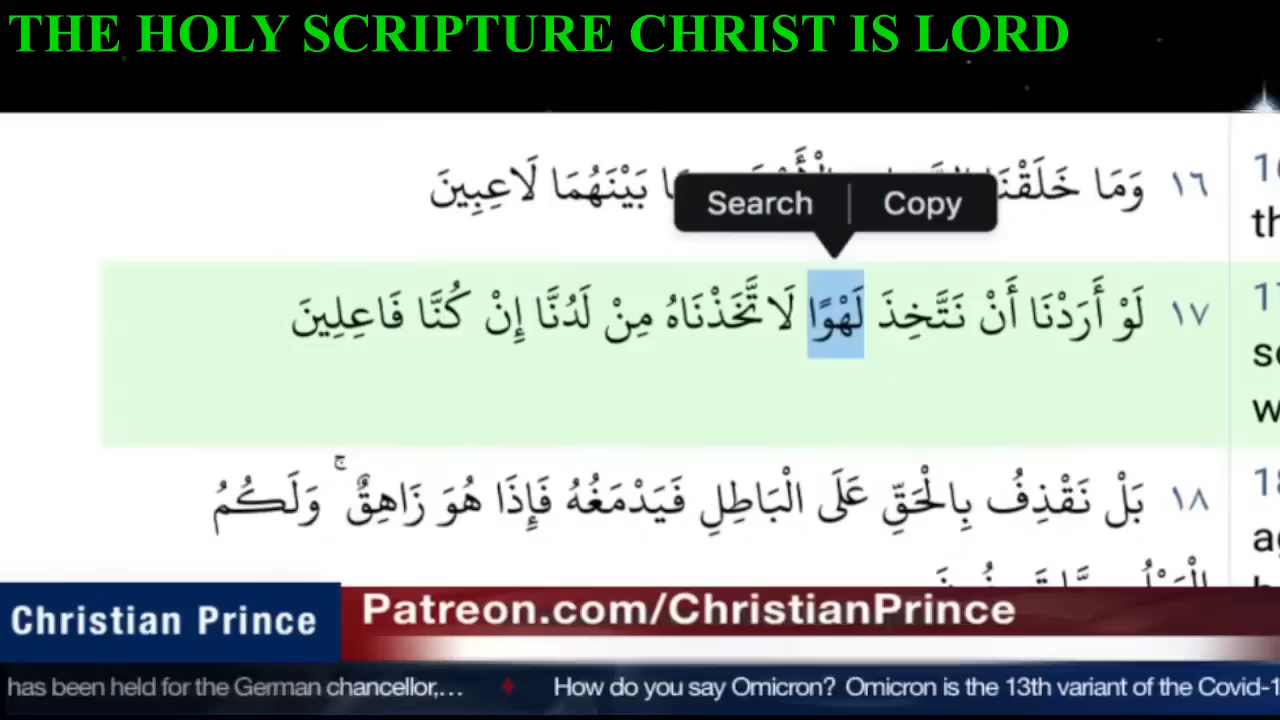 THE HOLY SCRIPTURE CHRIST IS LORD
١٦ وَمَا خَلَقْنَا بَيْنَهُمَا لَاعِبِينَ
Search Copy
١٧ لَوْ أَرَدْنَا أَنْ نَتَّخِذَ لَهْوًا لَاتَّخَذْنَاهُ مِنْ لَدُنَّا إِنْ كُنَّا فَاعِلِينَ
١٨ بَلْ نَقْذِفُ بِالْحَقِّ عَلَى الْبَاطِلِ فَيَدْمَغُهُ فَإِذَا هُوَ زَاهِقٌ ۚ وَلَكُمُ
Christian Prince
Patreon.com/ChristianPrince
has been held for the German chancellor,... ♦ How do you say Omicron? Omicron is the 13th variant of the Covid-1